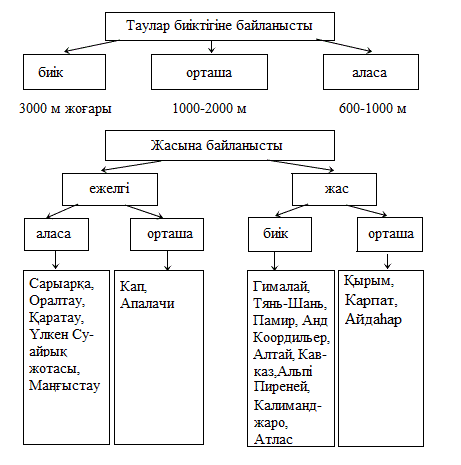 Таулар биіктігіне байланысты
биік
орташа
аласа
3000 м жоғары
1000-2000 м
600-1000 м
Жасына байланысты
ежелгі
жас
аласа
орташа
биік
орташа
Сарыарқа,
Оралтау,
Қаратау,
Үлкен Су-
айрық
жотасы,
Маңғыстау
Кап,
Апалачи
Гималай,
Тянь-Шань,
Памир, Анд
Коордильер,
Алтай, Кав-
каз,Альпі
Пиреней,
Калиманд-
жаро,
Атлас
Қырым,
Карпат,
Айдаһар